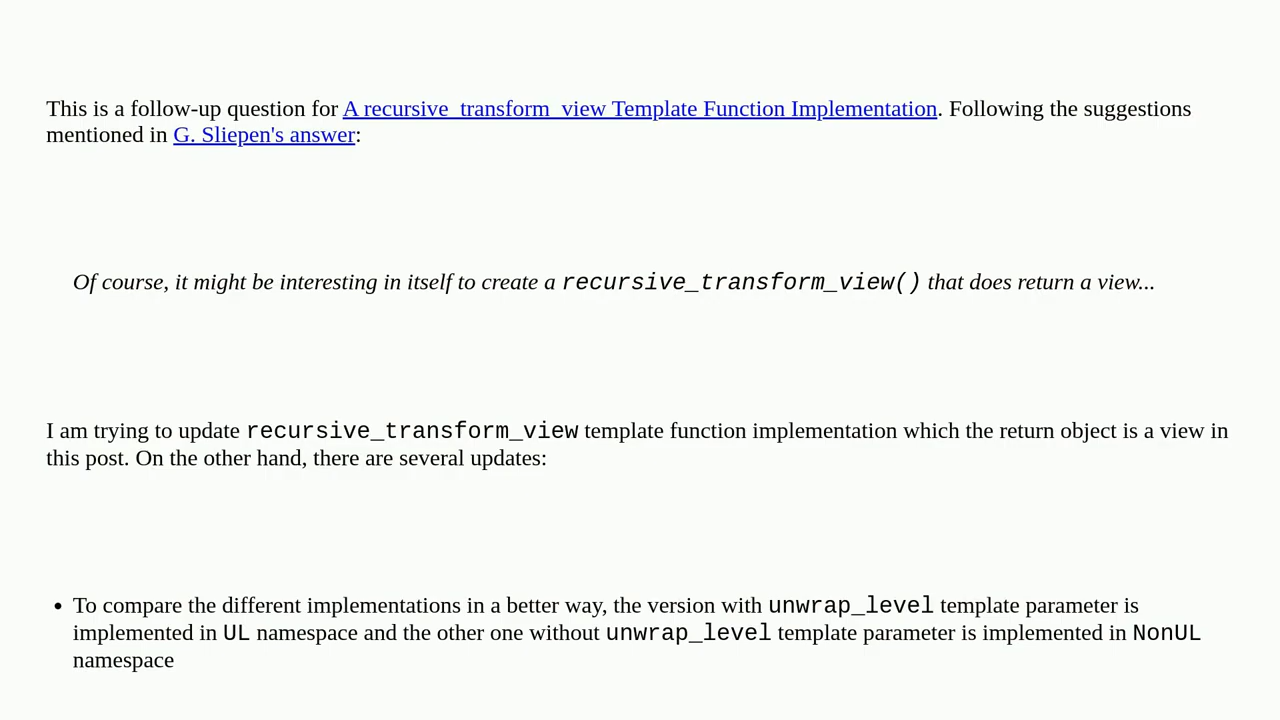 This is a follow-up question for A recursive_transform_view Template Function Implementation. Following the suggestions
mentioned in G. Sliepen's answer:
Of course, it might be interesting in itself to create a recursive_transform_view() that does return a view...
I am trying to update recursive_transform_view template function implementation which the return object is a view in
this post. On the other hand, there are several updates:
• To compare the different implementations in a better way, the version with unwrap_level template parameter is
implemented in UL namespace and the other one without unwrap_level template parameter is implemented in NonUL
namespace